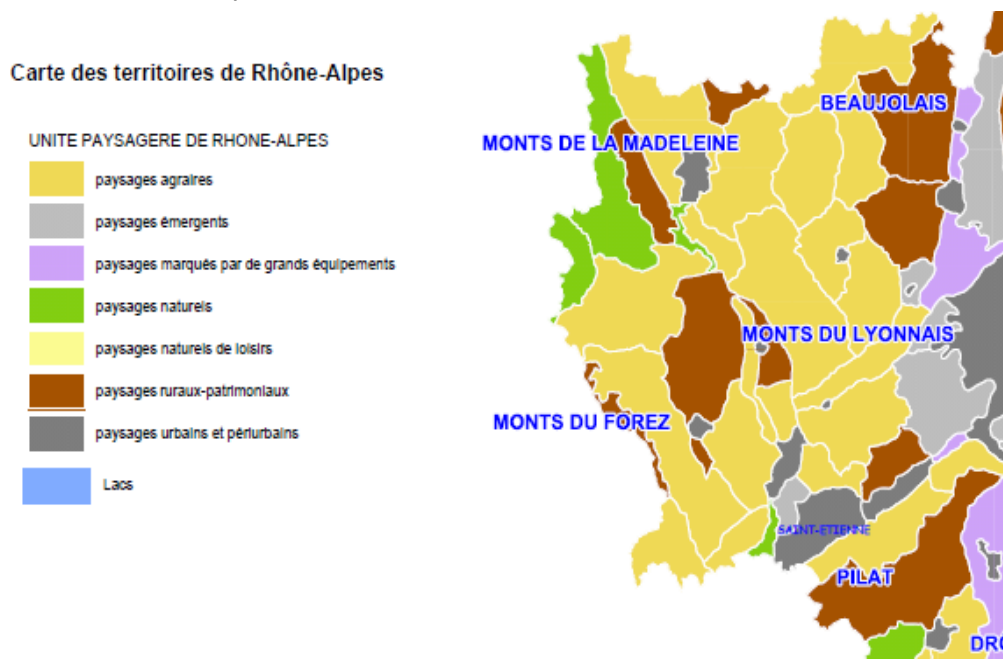 Carte des territoires de Rhône-Alpes
UNITE PAYSAGERE DE RHONE-ALPES
paysages agraires
paysages émergents
paysages marqués par de grands équipements
paysages naturels
paysages naturels de loisirs
paysages ruraux-patrimoniaux
paysages urbains et périurbains
Lacs
BEAUJOLAIS
MONTS DE LA MADELEINE
MONTS DU LYONNAIS
MONTS DU FOREZ
SAINT-ETIENNE
PILAT
DRO